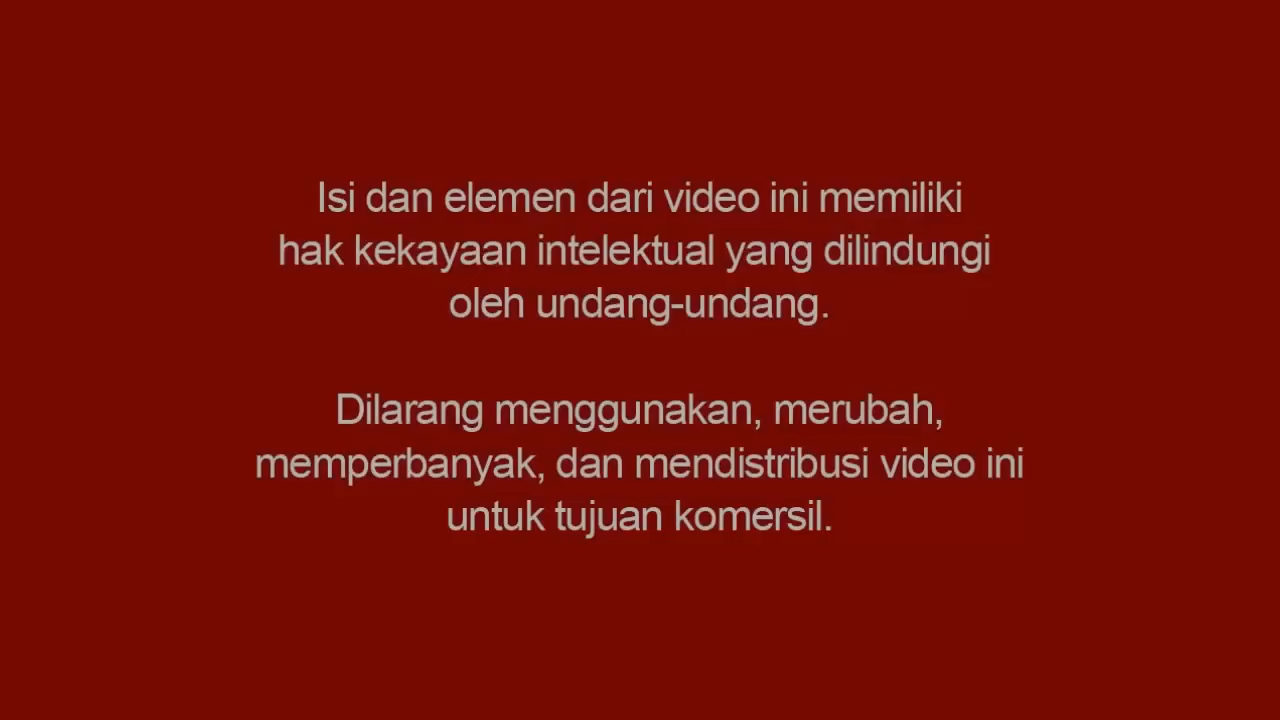 Isi dan elemen dari video ini memiliki
hak kekayaan intelektual yang dilindungi
oleh undang-undang.
Dilarang menggunakan, merubah,
memperbanyak, dan mendistribusi video ini
untuk tujuan komersil.